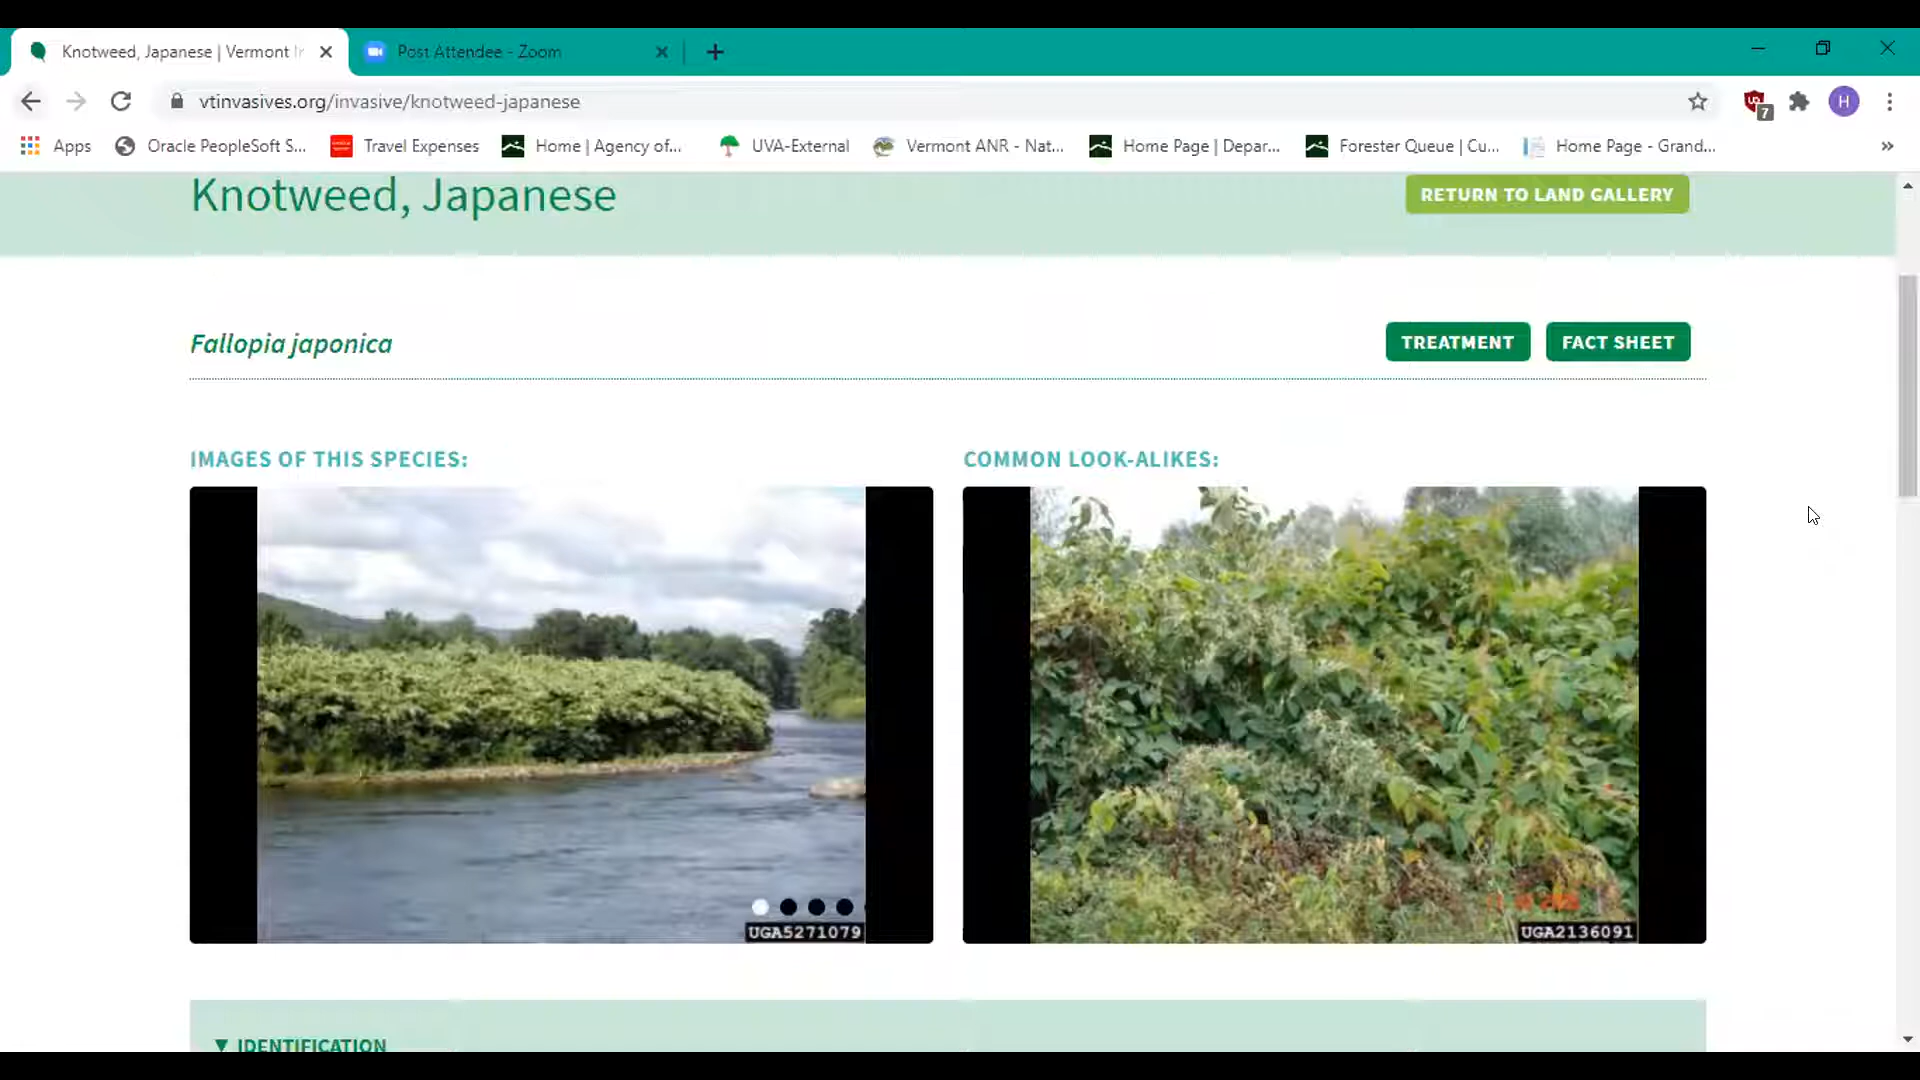 Knotweed, Japanese | Vermont In
Post Attendee - Zoom
vtinvasives.org/invasive/knotweed-japanese
7
H
Apps
Oracle PeopleSoft S...
Travel Expenses
Home | Agency of...
UVA-External
Vermont ANR - Nat...
Home Page | Depar...
Forester Queue | Cu...
Home Page - Grand...
Knotweed, Japanese
RETURN TO LAND GALLERY
Fallopia japonica
TREATMENT
FACT SHEET
IMAGES OF THIS SPECIES:
COMMON LOOK-ALIKES:
UGA5271079
UGA2136091
▼ IDENTIFICATION